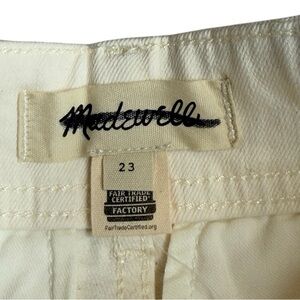 Madewell
23
FAIR TRADE
CERTIFIED®
FACTORY
FairTradeCertified.org